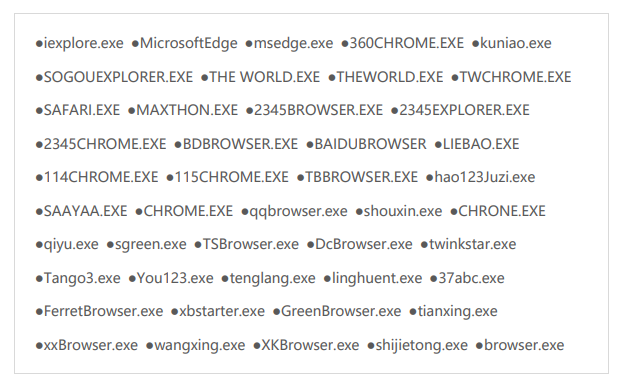 ●iexplore.exe ●MicrosoftEdge ●msedge.exe ●360CHROME.EXE ●kuniao.exe
●SOGOUEXPLORER.EXE ●THE WORLD.EXE ●THEWORLD.EXE ●TWCHROME.EXE
●SAFARI.EXE ●MAXTHON.EXE ●2345BROWSER.EXE ●2345EXPLORER.EXE
●2345CHROME.EXE ●BDBROWSER.EXE ●BAIDUBROWSER ●LIEBAO.EXE
●114CHROME.EXE ●115CHROME.EXE ●TBBROWSER.EXE ●hao123Juzi.exe
●SAAYAA.EXE ●CHROME.EXE ●qqbrowser.exe ●shouxin.exe ●CHRONE.EXE
●qiyu.exe ●sgreen.exe ●TSBrowser.exe ●DcBrowser.exe ●twinkstar.exe
●Tango3.exe ●You123.exe ●tenglang.exe ●linghuent.exe ●37abc.exe
●FerretBrowser.exe ●xbstarter.exe ●GreenBrowser.exe ●tianxing.exe
●xxBrowser.exe ●wangxing.exe ●XKBrowser.exe ●shijietong.exe ●browser.exe